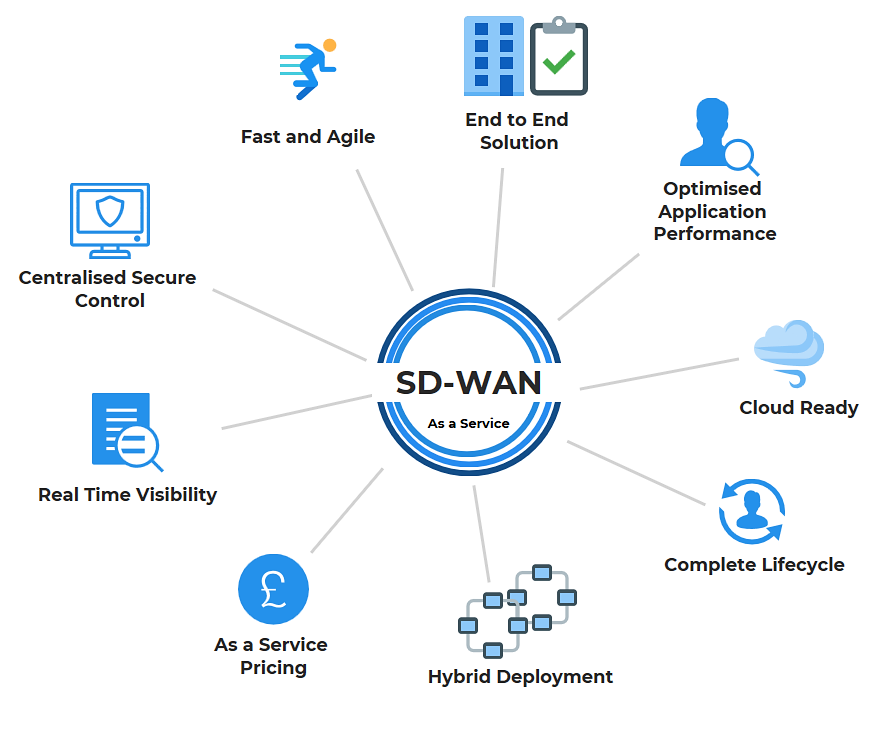 Fast and Agile
End to End
Solution
Optimised
Application
Performance
Centralised Secure
Control
SD-WAN
As a Service
Cloud Ready
Real Time Visibility
Complete Lifecycle
£
As a Service
Pricing
Hybrid Deployment